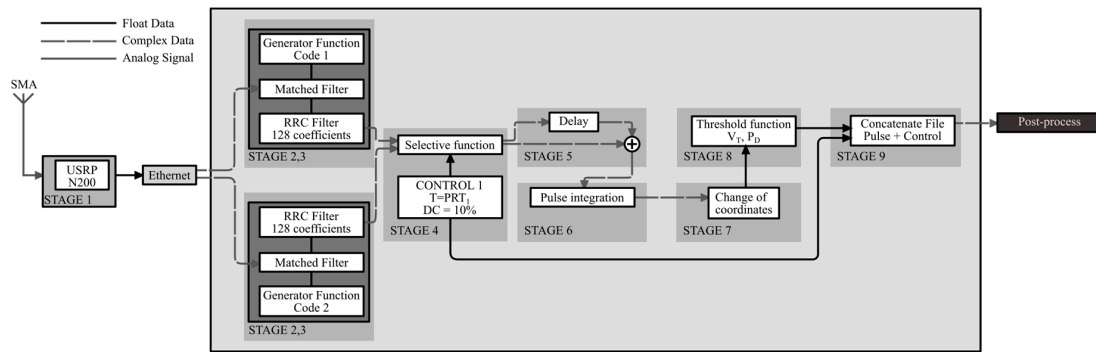 Float Data
Complex Data
Analog Signal
SMA
USRP
N200
STAGE 1
Ethernet
Generator Function
Code 1
Matched Filter
RRC Filter
128 coefficients
STAGE 2,3
RRC Filter
128 coefficients
Matched Filter
Generator Function
Code 2
STAGE 2,3
Selective function
CONTROL 1
T=PRT₁
DC = 10%
STAGE 4
Delay
STAGE 5
Pulse integration
STAGE 6
Change of
coordinates
STAGE 7
Threshold function
V_T, P_D
STAGE 8
Concatenate File
Pulse + Control
STAGE 9
Post-process